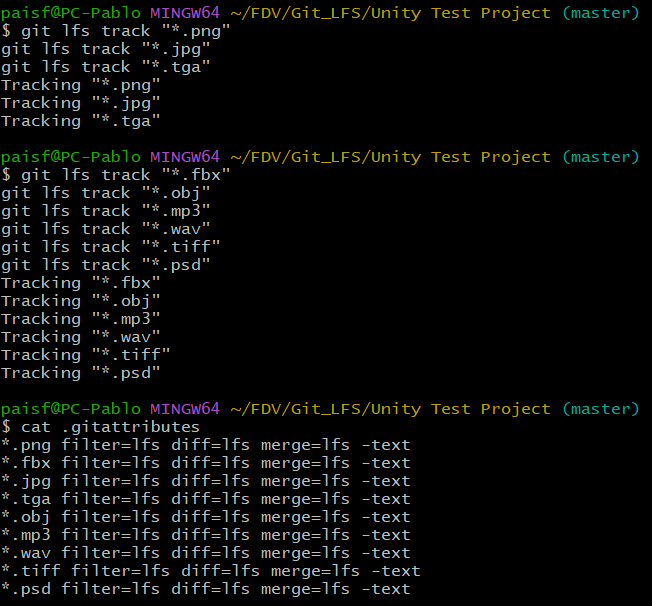 paisf@PC-Pablo MINGW64 ~/FDV/Git_LFS/Unity Test Project (master)
$ git lfs track "*.png"
git lfs track "*.jpg"
git lfs track "*.tga"
Tracking "*.png"
Tracking "*.jpg"
Tracking "*.tga"
paisf@PC-Pablo MINGW64 ~/FDV/Git_LFS/Unity Test Project (master)
$ git lfs track "*.fbx"
git lfs track "*.obj"
git lfs track "*.mp3"
git lfs track "*.wav"
git lfs track "*.tiff"
git lfs track "*.psd"
Tracking "*.fbx"
Tracking "*.obj"
Tracking "*.mp3"
Tracking "*.wav"
Tracking "*.tiff"
Tracking "*.psd"
paisf@PC-Pablo MINGW64 ~/FDV/Git_LFS/Unity Test Project (master)
$ cat .gitattributes
*.png filter=lfs diff=lfs merge=lfs -text
*.fbx filter=lfs diff=lfs merge=lfs -text
*.jpg filter=lfs diff=lfs merge=lfs -text
*.tga filter=lfs diff=lfs merge=lfs -text
*.obj filter=lfs diff=lfs merge=lfs -text
*.mp3 filter=lfs diff=lfs merge=lfs -text
*.wav filter=lfs diff=lfs merge=lfs -text
*.tiff filter=lfs diff=lfs merge=lfs -text
*.psd filter=lfs diff=lfs merge=lfs -text